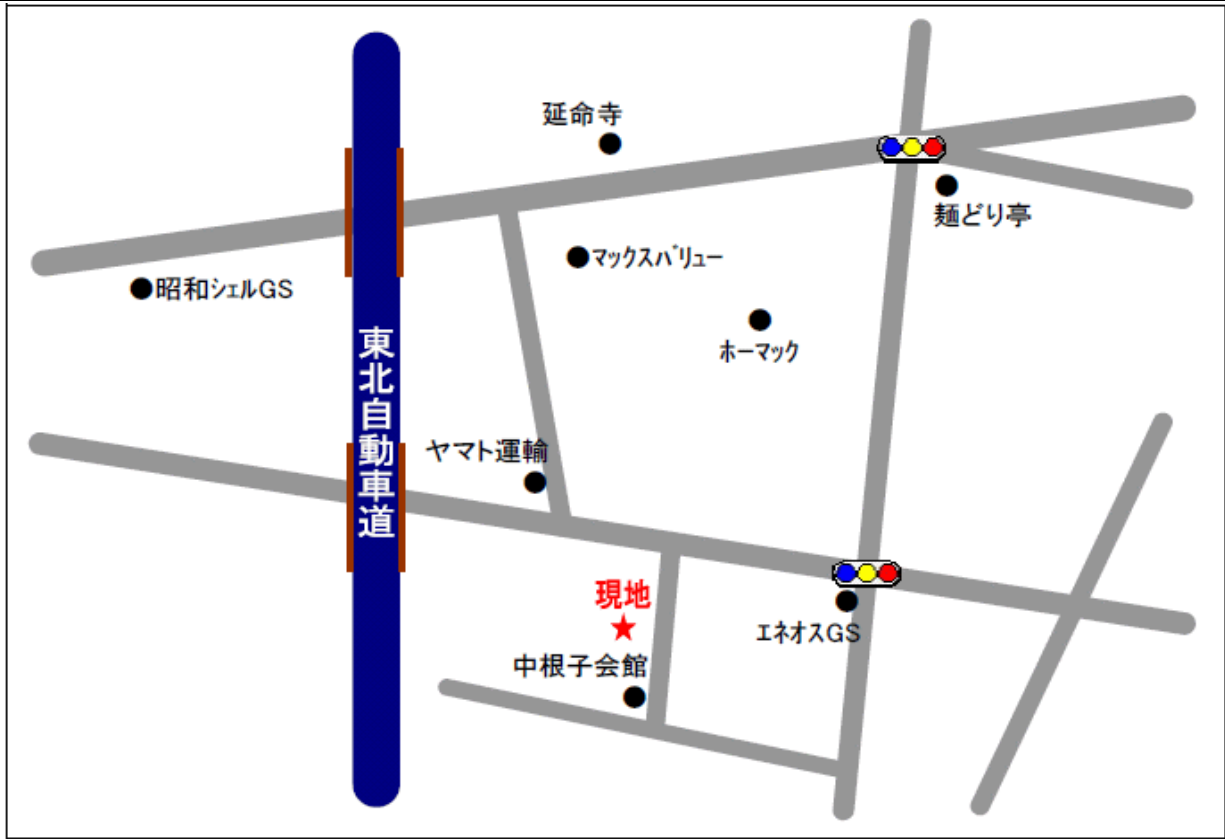 延命寺
麺どり亭
●マックスバリュー
●昭和シェルGS
ホーマック
東北自動車道
ヤマト運輸
現地
★
エネオスGS
中根子会館